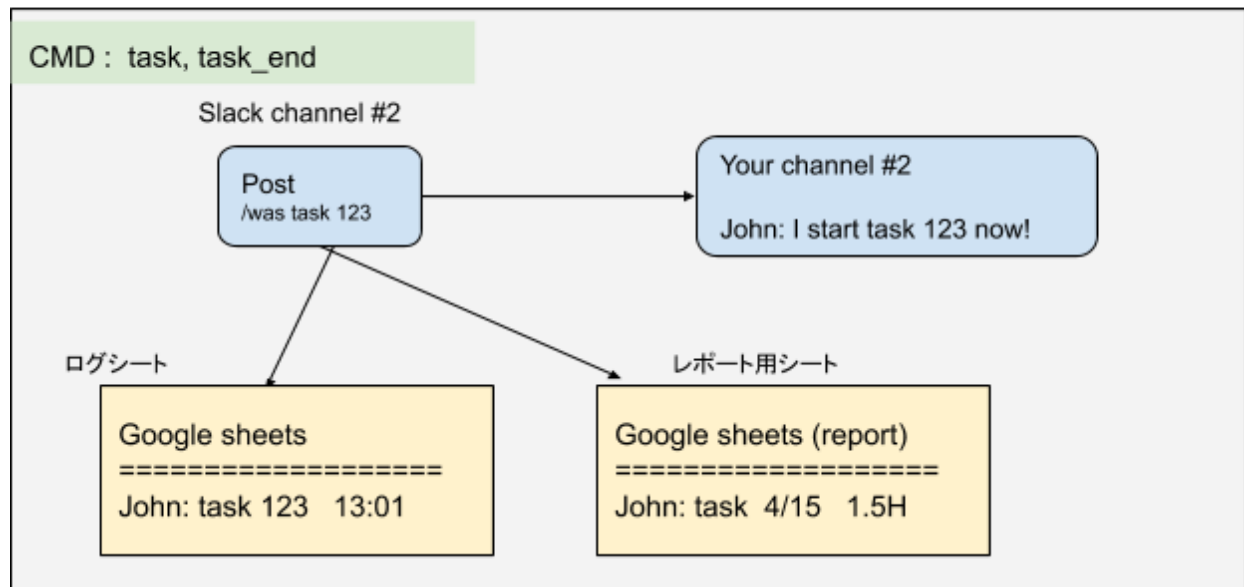 CMD :  task, task_end
Slack channel #2
Post
/was task 123
Your channel #2
John: I start task 123 now!
ログシート
レポート用シート
Google sheets
===================
John: task 123   13:01
Google sheets (report)
===================
John: task  4/15   1.5H